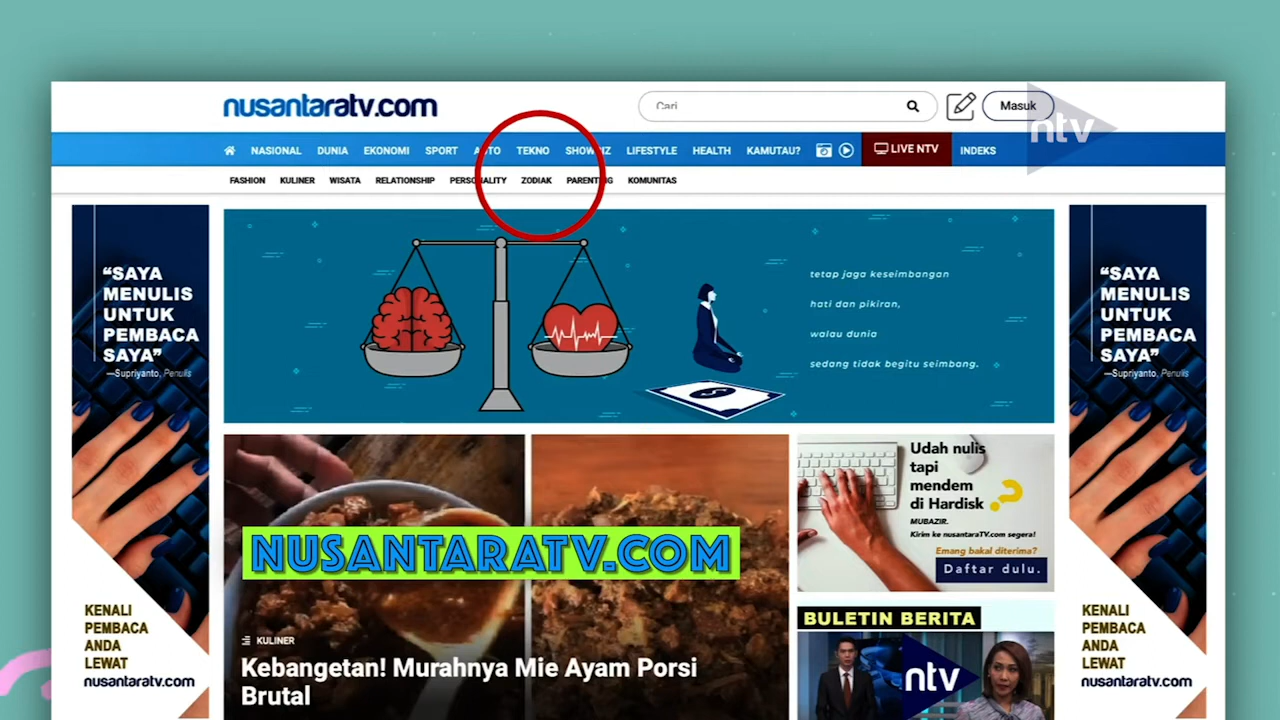 nusantaratv.com
Cari
Masuk
ntv
NASIONAL DUNIA EKONOMI SPORT AUTO TEKNO SHOWBIZ LIFESTYLE HEALTH KAMUTAU? LIVE NTV INDEKS
FASHION KULINER WISATA RELATIONSHIP PERSONALITY ZODIAK PARENTING KOMUNITAS
“SAYA
MENULIS
UNTUK
PEMBACA
SAYA”
—Supriyanto, Penulis
KENALI
PEMBACA
ANDA
LEWAT
nusantaratv.com
tetap jaga keseimbangan
hati dan pikiran,
walau dunia
sedang tidak begitu seimbang.
NUSANTARATV.COM
KULINER
Kebangetan! Murahnya Mie Ayam Porsi
Brutal
Udah nulis
tapi
mendem
di Hardisk ?
MUBAZIR.
Kirim ke nusantaraTV.com segera!
Emang bakal diterima?
Daftar dulu.
BULETIN BERITA
ntv
“SAYA
MENULIS
UNTUK
PEMBACA
SAYA”
—Supriyanto, Penulis
KENALI
PEMBACA
ANDA
LEWAT
nusantaratv.com